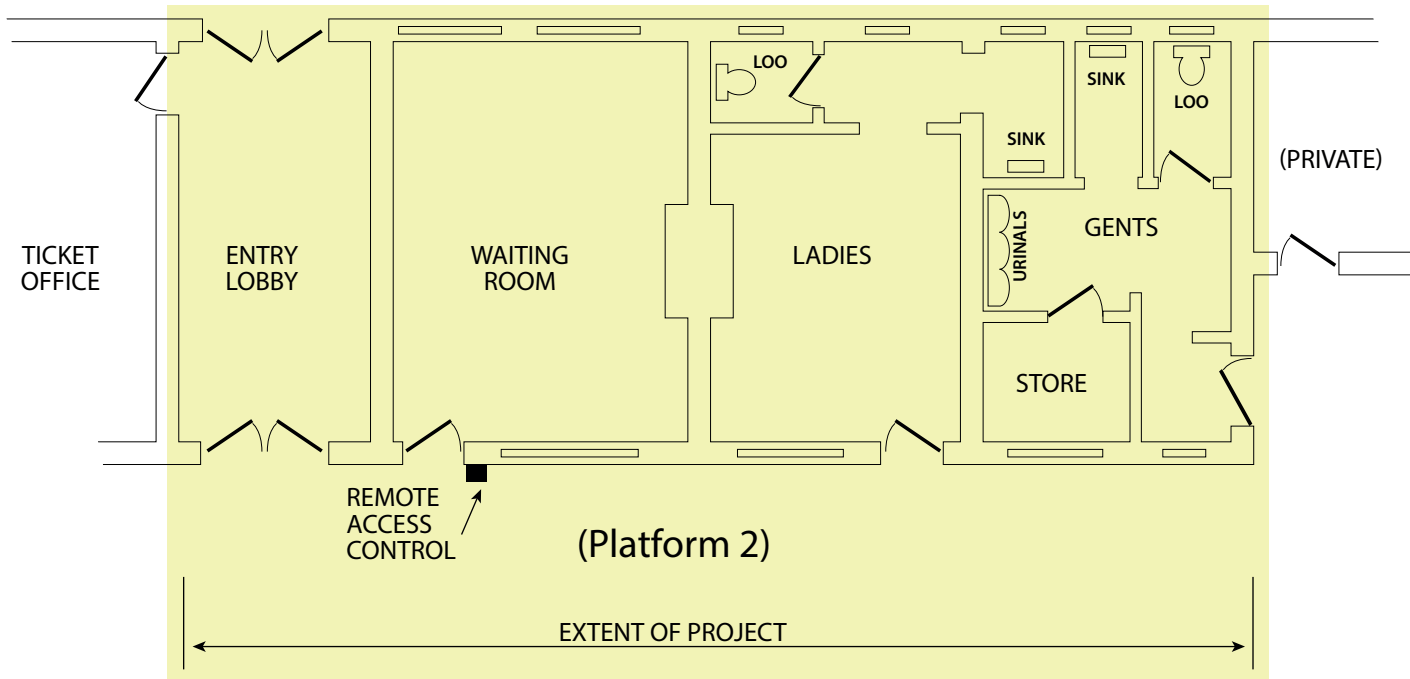 LOO
LOO
SINK
SINK
(PRIVATE)
TICKET
OFFICE
ENTRY
LOBBY
WAITING
ROOM
LADIES
URINALS
GENTS
STORE
REMOTE
ACCESS
CONTROL
(Platform 2)
EXTENT OF PROJECT